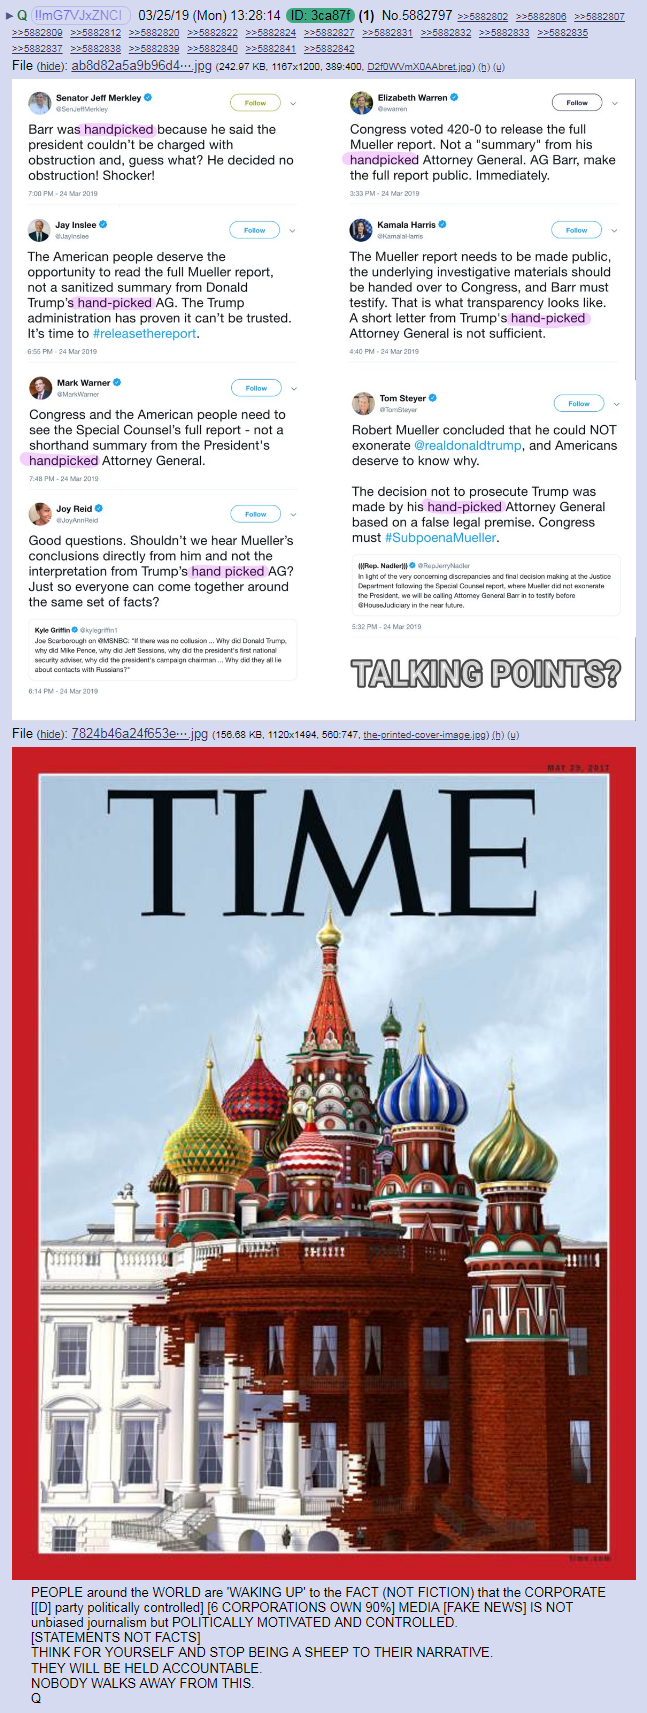 ► Q !!mG7VJxZNCI 03/25/19 (Mon) 13:28:14 ID: 3ca87f (1) No.5882797 >>5882802 >>5882806 >>5882807
>>5882809 >>5882812 >>5882820 >>5882822 >>5882824 >>5882827 >>5882831 >>5882832 >>5882833 >>5882835
>>5882837 >>5882838 >>5882839 >>5882840 >>5882841 >>5882842
File (hide): ab8d82a5a9b96d4⋯.jpg (242.97 KB, 1167x1200, 389:400, D2f0WVmX0AAbret.jpg) (h) (u)
Senator Jeff Merkley
@SenJeffMerkley
Follow
Barr was handpicked because he said the
president couldn't be charged with
obstruction and, guess what? He decided no
obstruction! Shocker!
7:00 PM - 24 Mar 2019
Elizabeth Warren
@ewarren
Follow
Congress voted 420-0 to release the full
Mueller report. Not a "summary" from his
handpicked Attorney General. AG Barr, make
the full report public. Immediately.
3:33 PM - 24 Mar 2019
Jay Inslee
@JayInslee
Follow
The American people deserve the
opportunity to read the full Mueller report,
not a sanitized summary from Donald
Trump's hand-picked AG. The Trump
administration has proven it can't be trusted.
It's time to #releasethereport.
6:55 PM - 24 Mar 2019
Kamala Harris
@KamalaHarris
Follow
The Mueller report needs to be made public,
the underlying investigative materials should
be handed over to Congress, and Barr must
testify. That is what transparency looks like.
A short letter from Trump's hand-picked
Attorney General is not sufficient.
4:40 PM - 24 Mar 2019
Mark Warner
@MarkWarner
Follow
Congress and the American people need to
see the Special Counsel's full report - not a
shorthand summary from the President's
handpicked Attorney General.
7:48 PM - 24 Mar 2019
Tom Steyer
@TomSteyer
Follow
Robert Mueller concluded that he could NOT
exonerate @realdonaldtrump, and Americans
deserve to know why.
The decision not to prosecute Trump was
made by his hand-picked Attorney General
based on a false legal premise. Congress
must #SubpoenaMueller.
(((Rep. Nadler))) @RepJerryNadler
In light of the very concerning discrepancies and final decision making at the Justice
Department following the Special Counsel report, where Mueller did not exonerate
the President, we will be calling Attorney General Barr in to testify before
@HouseJudiciary in the near future.
5:32 PM - 24 Mar 2019
Joy Reid
@JoyAnnReid
Follow
Good questions. Shouldn't we hear Mueller's
conclusions directly from him and not the
interpretation from Trump's hand picked AG?
Just so everyone can come together around
the same set of facts?
Kyle Griffin @kylegriffin1
Joe Scarborough on @MSNBC: "If there was no collusion ... Why did Donald Trump,
why did Mike Pence, why did Jeff Sessions, why did the president's first national
security adviser, why did the president's campaign chairman ... Why did they all lie
about contacts with Russians?"
6:14 PM - 24 Mar 2019
TALKING POINTS?
File (hide): 7824b46a24f653e⋯.jpg (156.68 KB, 1120x1494, 560:747, the-printed-cover-image.jpg) (h) (u)
MAY 29, 2017
TIME
time.com
PEOPLE around the WORLD are 'WAKING UP' to the FACT (NOT FICTION) that the CORPORATE
[[D] party politically controlled] [6 CORPORATIONS OWN 90%] MEDIA [FAKE NEWS] IS NOT
unbiased journalism but POLITICALLY MOTIVATED AND CONTROLLED.
[STATEMENTS NOT FACTS]
THINK FOR YOURSELF AND STOP BEING A SHEEP TO THEIR NARRATIVE.
THEY WILL BE HELD ACCOUNTABLE.
NOBODY WALKS AWAY FROM THIS.
Q